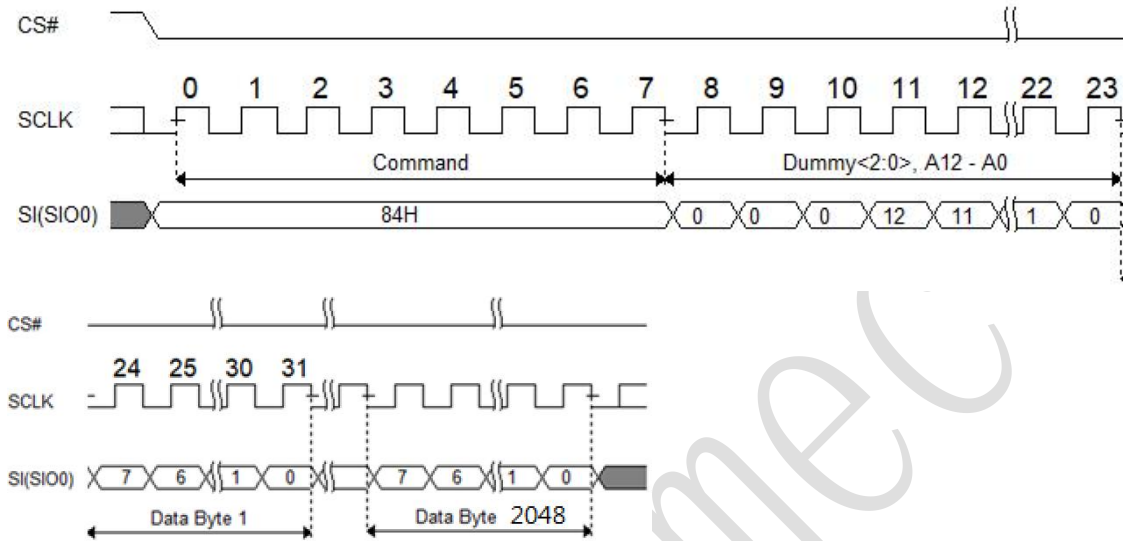 CS#
0 1 2 3 4 5 6 7 8 9 10 11 12 22 23
SCLK
Command Dummy<2:0>, A12 - A0
SI(SIO0) 84H 0 0 0 12 11 1 0
CS#
24 25 30 31
SCLK
SI(SIO0) 7 6 1 0 7 6 1 0
Data Byte 1 Data Byte 2048
mec